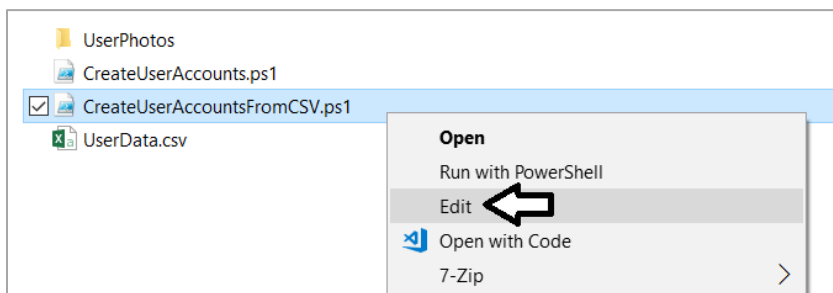 UserPhotos
CreateUserAccounts.ps1
CreateUserAccountsFromCSV.ps1
UserData.csv
Open
Run with PowerShell
Edit
Open with Code
7-Zip